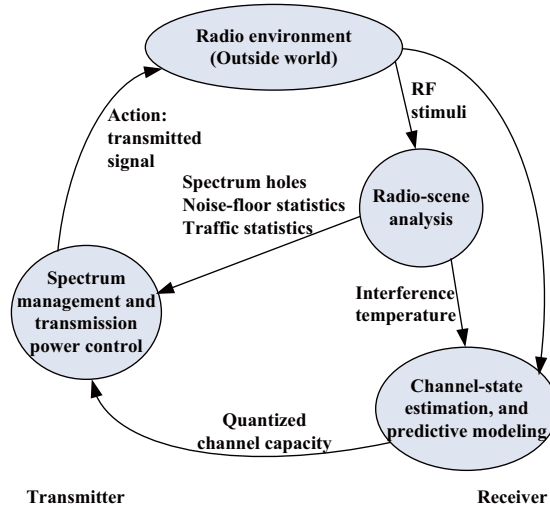 Radio environment
(Outside world)
RF
stimuli
Action:
transmitted
signal
Spectrum holes
Noise-floor statistics
Traffic statistics
Radio-scene
analysis
Spectrum
management and
transmission
power control
Interference
temperature
Channel-state
estimation, and
predictive modeling
Quantized
channel capacity
Transmitter
Receiver